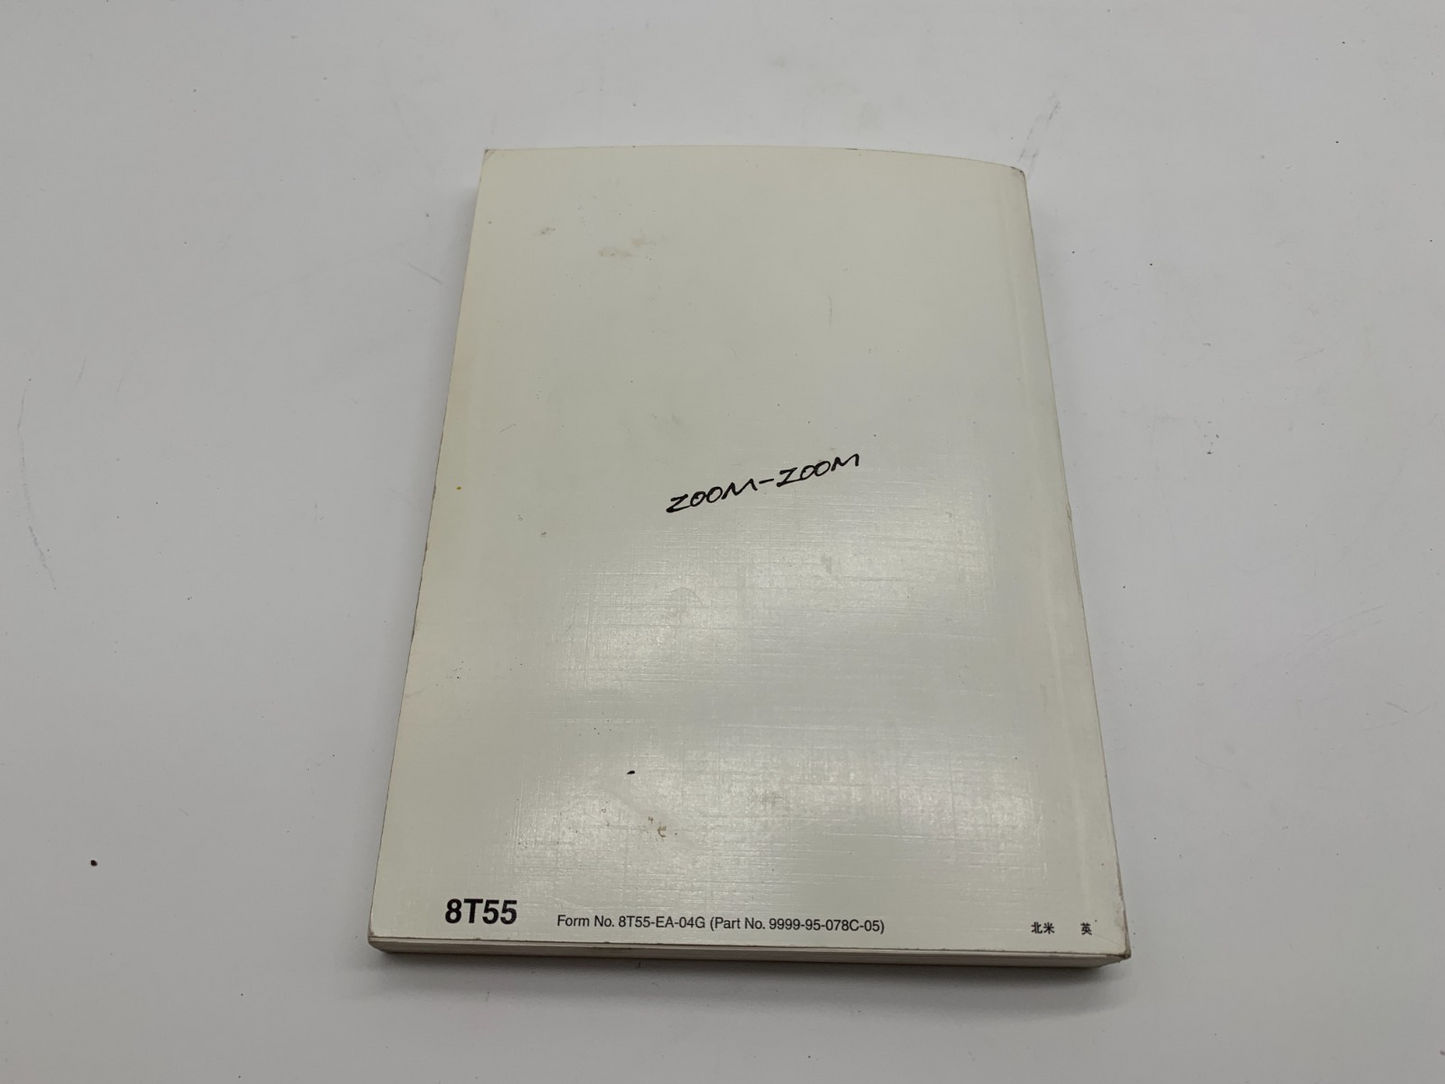 ZOOM-ZOOM
8T55 Form No. 8T55-EA-04G (Part No. 9999-95-078C-05) 北米 英